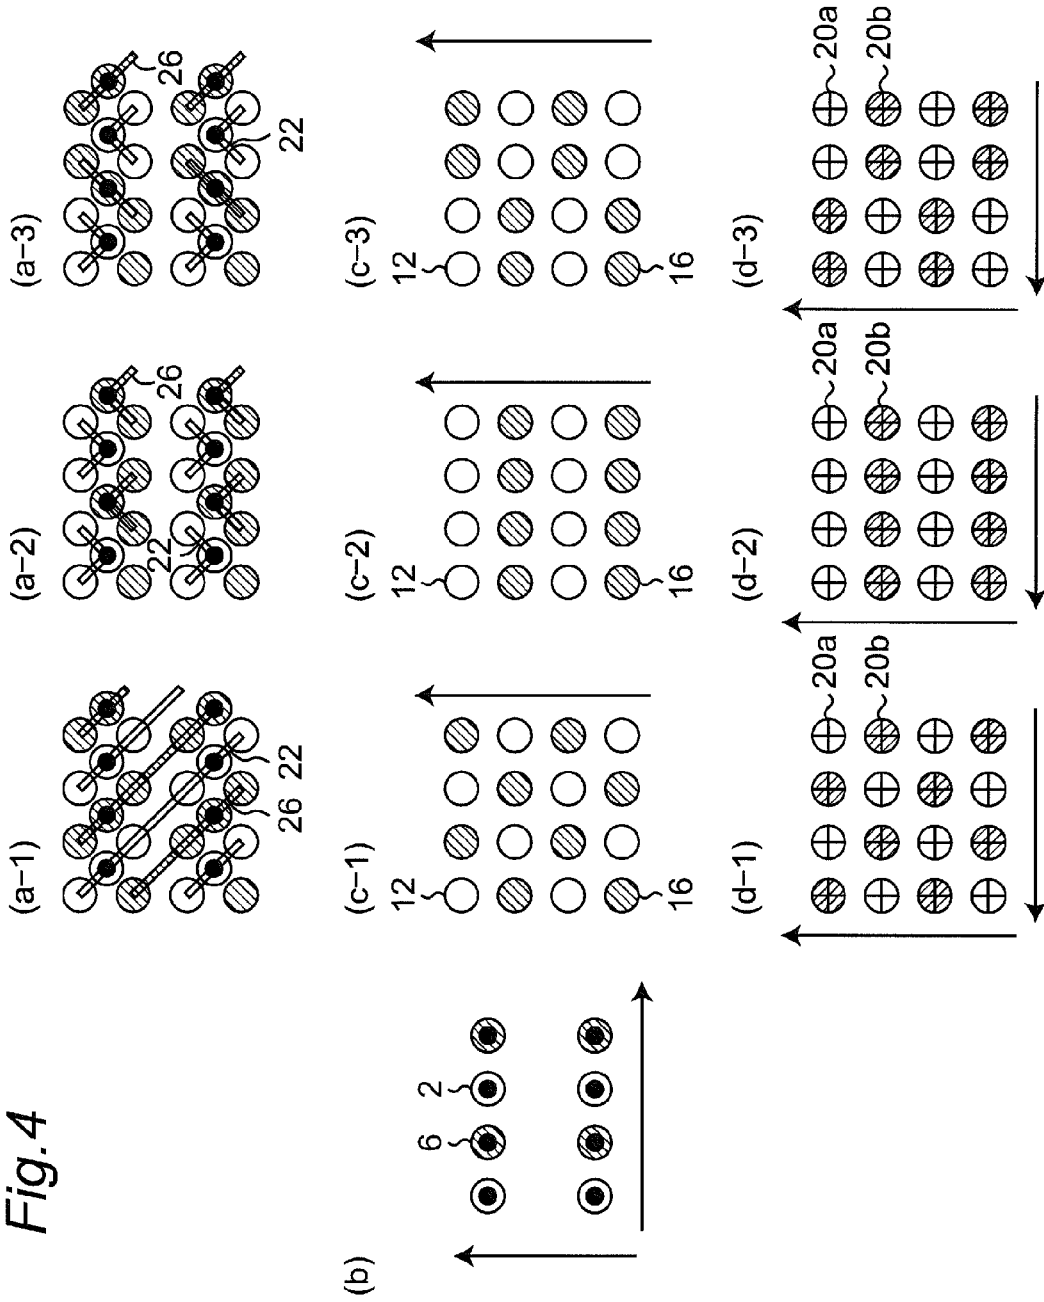 Fig.4
(a-1)
26
22
(a-2)
22
26
(a-3)
22
26
(b)
6
2
(c-1)
12
16
(c-2)
12
16
(c-3)
12
16
(d-1)
20a
20b
(d-2)
20a
20b
(d-3)
20a
20b